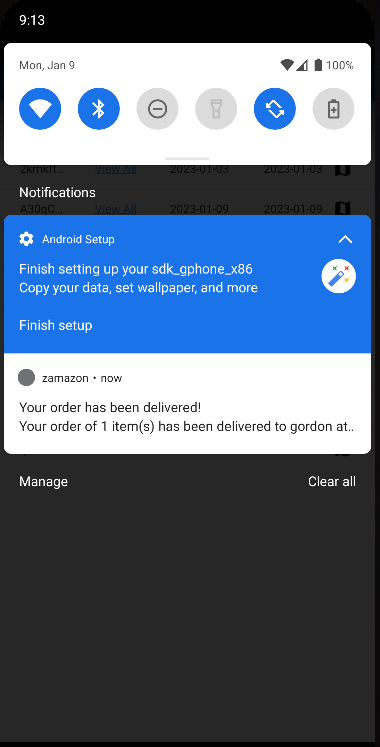 9:13
Mon, Jan 9
100%
View All 2023-01-03 2023-01-03
Notifications
A30qC... View All 2023-01-09 2023-01-09
Android Setup
Finish setting up your sdk_gphone_x86
Copy your data, set wallpaper, and more
Finish setup
zamazon • now
Your order has been delivered!
Your order of 1 item(s) has been delivered to gordon at..
Manage Clear all